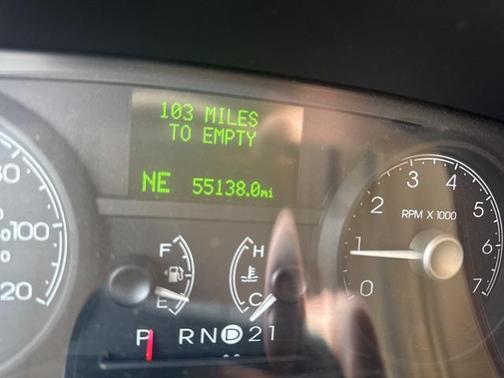 103 MILES
TO EMPTY
NE 55138.0mi
80
100
120
F
E
H
C
0
1
2
3
4
5
6
7
RPM X 1000
P R N D 2 1